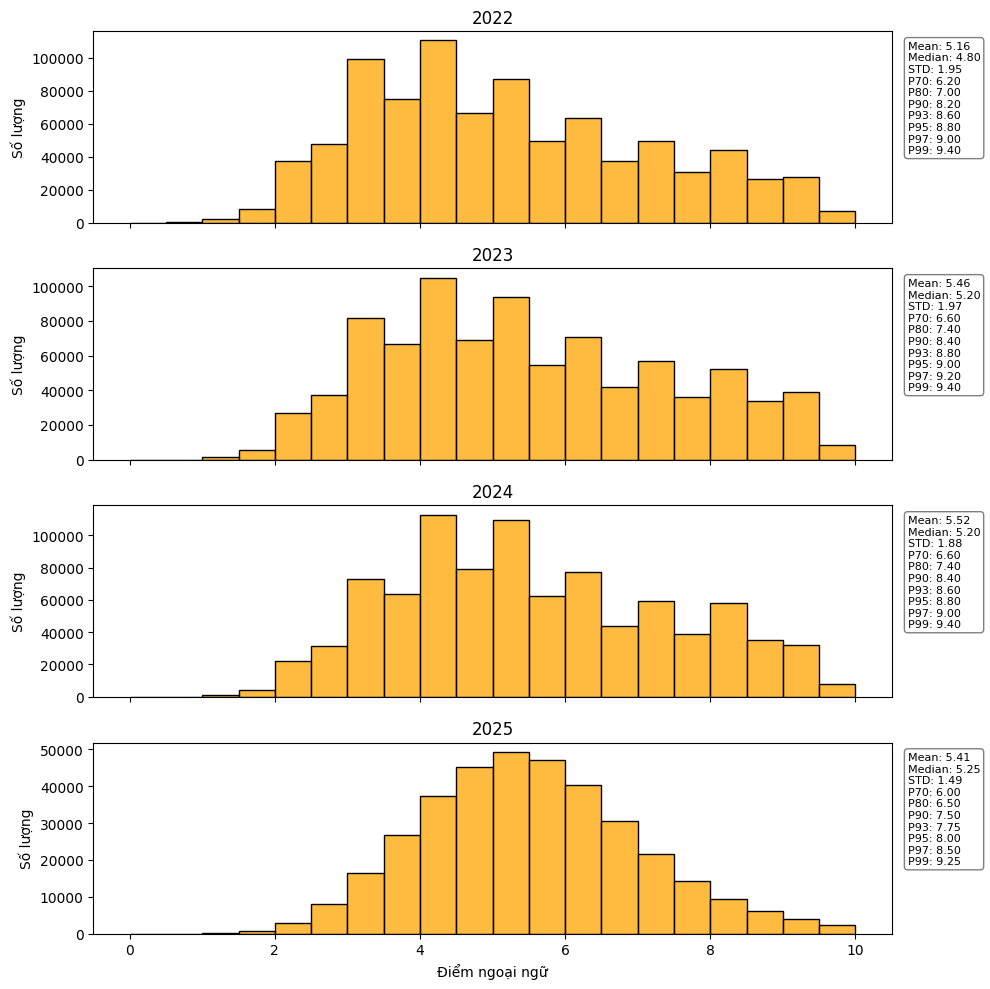 2022
100000
80000
60000
40000
20000
0
Số lượng
Mean: 5.16
Median: 4.80
STD: 1.95
P70: 6.20
P80: 7.00
P90: 8.20
P93: 8.60
P95: 8.80
P97: 9.00
P99: 9.40
2023
100000
80000
60000
40000
20000
0
Số lượng
Mean: 5.46
Median: 5.20
STD: 1.97
P70: 6.60
P80: 7.40
P90: 8.40
P93: 8.80
P95: 9.00
P97: 9.20
P99: 9.40
2024
100000
80000
60000
40000
20000
0
Số lượng
Mean: 5.52
Median: 5.20
STD: 1.88
P70: 6.60
P80: 7.40
P90: 8.40
P93: 8.60
P95: 8.80
P97: 9.00
P99: 9.40
2025
50000
40000
30000
20000
10000
0
Số lượng
Mean: 5.41
Median: 5.25
STD: 1.49
P70: 6.00
P80: 6.50
P90: 7.50
P93: 7.75
P95: 8.00
P97: 8.50
P99: 9.25
0 2 4 6 8 10
Điểm ngoại ngữ